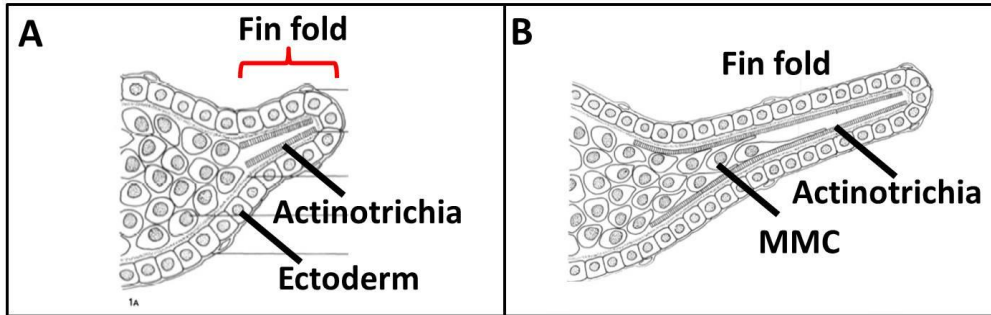 A
Fin fold
Actinotrichia
Ectoderm
1A
B
Fin fold
Actinotrichia
MMC